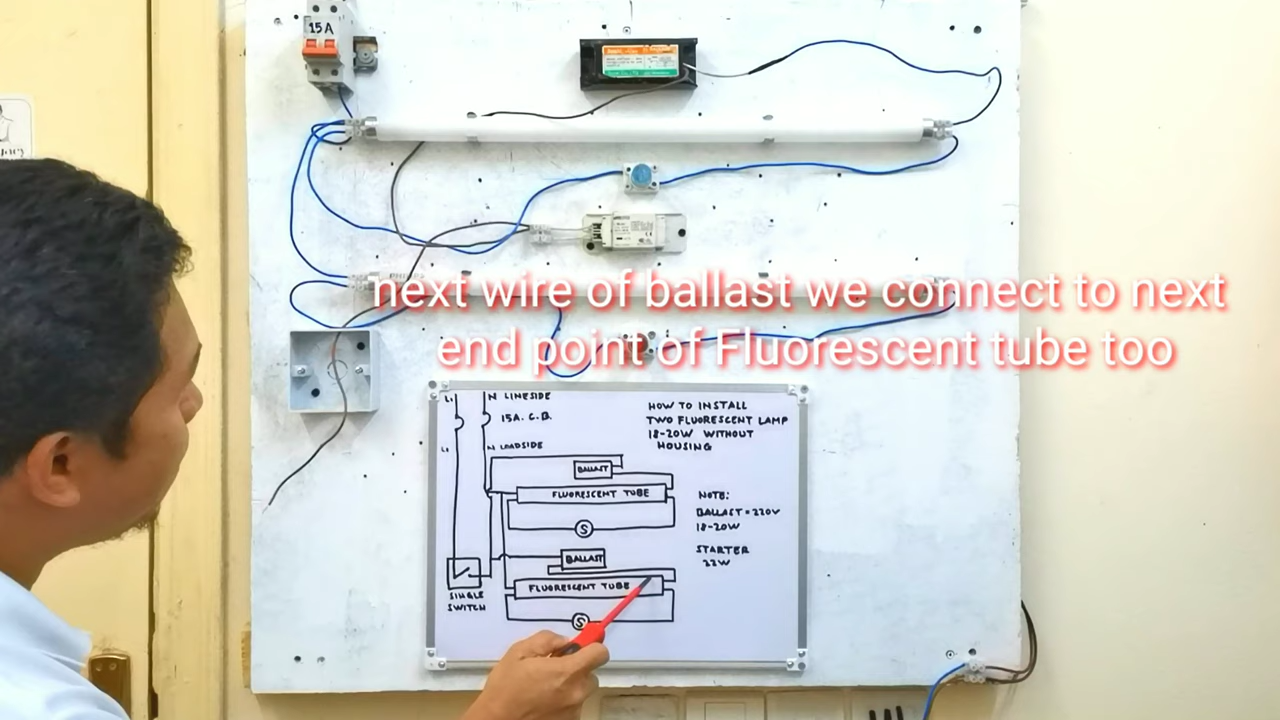 15A
next wire of ballast we connect to next
end point of Fluorescent tube too
L1 N LINESIDE
15A. C.B.
N LOADSIDE
HOW TO INSTALL
TWO FLUORESCENT LAMP
18-20W WITHOUT
HOUSING
BALLAST
FLUORESCENT TUBE
S
NOTE:
BALLAST = 220V
18-20W
STARTER
22W
BALLAST
FLUORESCENT TUBE
S
SINGLE
SWITCH